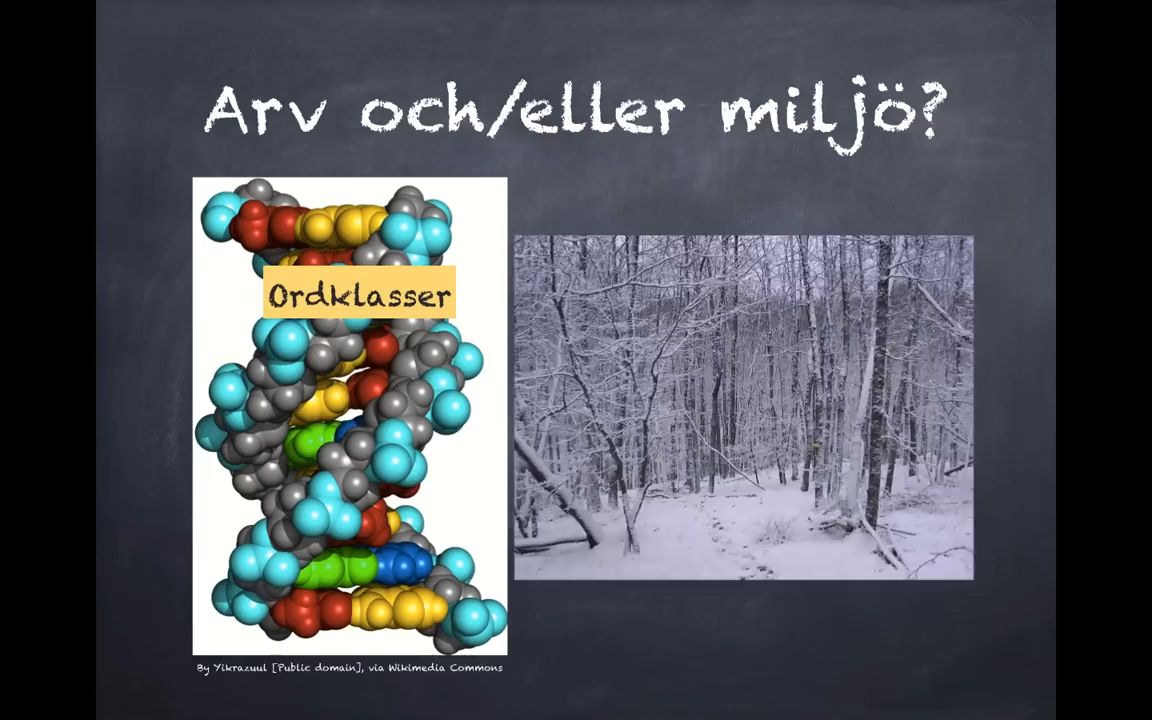 Arv och/eller miljö?
Ordklasser
By Yikrazuul [Public domain], via Wikimedia Commons